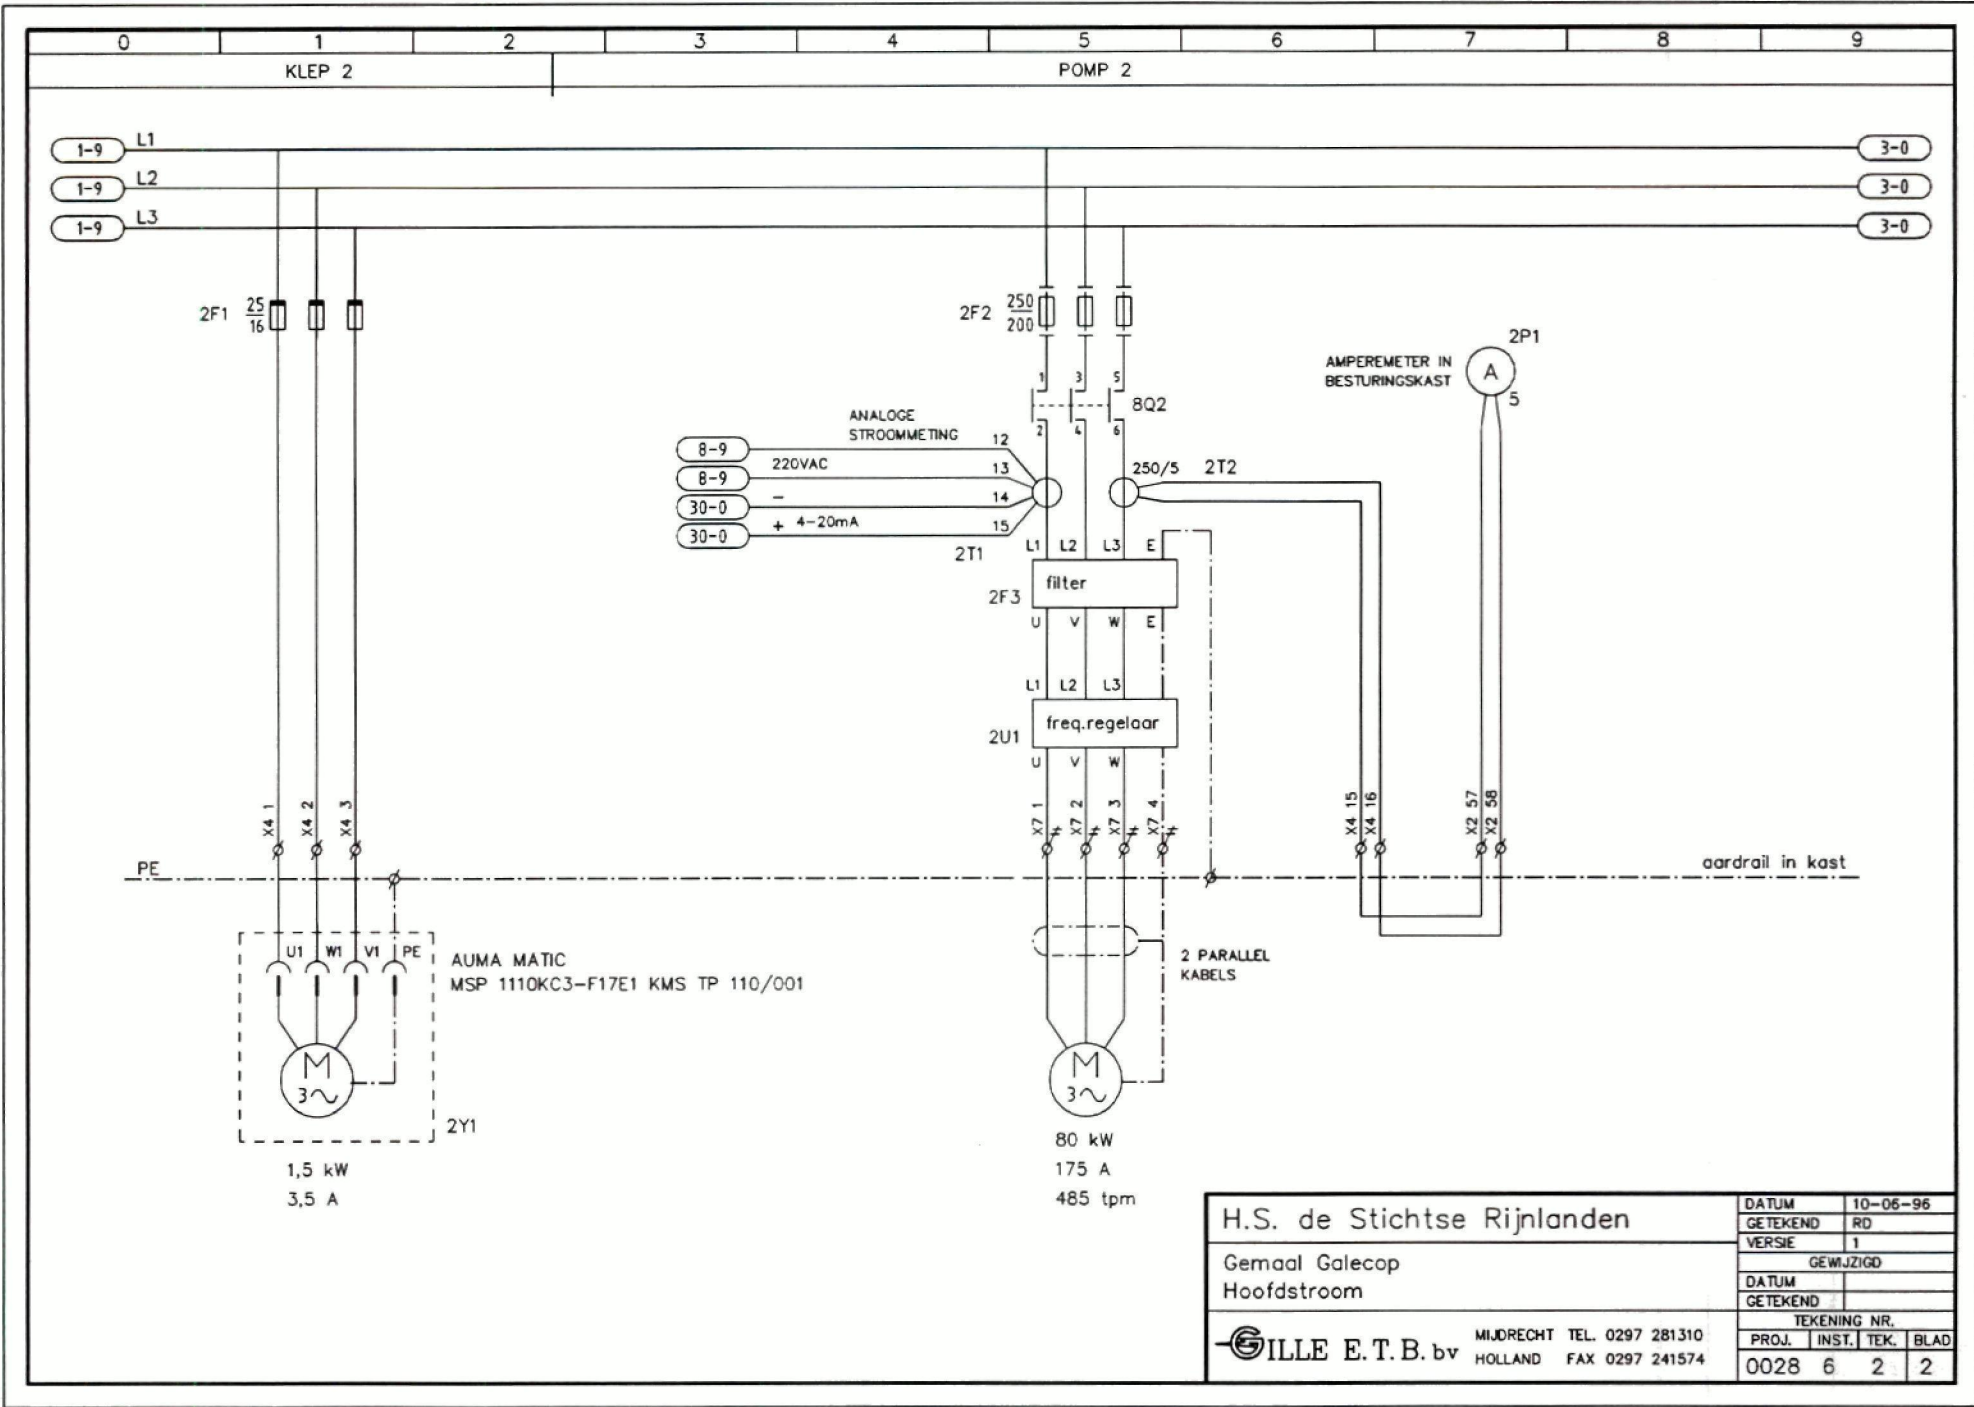 0 1 2 3 4 5 6 7 8 9
KLEP 2 POMP 2
1-9 L1 3-0
1-9 L2 3-0
1-9 L3 3-0
2F1 25/16
2F2 250/200
2P1
AMPEREMETER IN
BESTURINGSKAST
A
5
1 3 5
8Q2
2 4 6
ANALOGE
STROOMMETING
8-9 12
8-9 220VAC 13
30-0 - 14
30-0 + 4-20mA 15
2T1
250/5 2T2
L1 L2 L3 E
filter
2F3
U V W E
L1 L2 L3
freq.regelaar
2U1
U V W
X4 1
X4 2
X4 3
X7 1
X7 2
X7 3
X7 4
X4 15
X4 16
X2 57
X2 58
PE
aardrail in kast
U1 W1 V1 PE
AUMA MATIC
MSP 1110KC3-F17E1 KMS TP 110/001
M
3~
2Y1
1,5 kW
3,5 A
2 PARALLEL
KABELS
M
3~
80 kW
175 A
485 tpm
H.S. de Stichtse Rijnlanden
Gemaal Galecop
Hoofdstroom
GILLE E.T.B. bv
MIJDRECHT TEL. 0297 281310
HOLLAND FAX 0297 241574
DATUM 10-06-96
GETEKEND RD
VERSIE 1
GEWIJZIGD
DATUM
GETEKEND
TEKENING NR.
PROJ. INST. TEK. BLAD
0028 6 2 2